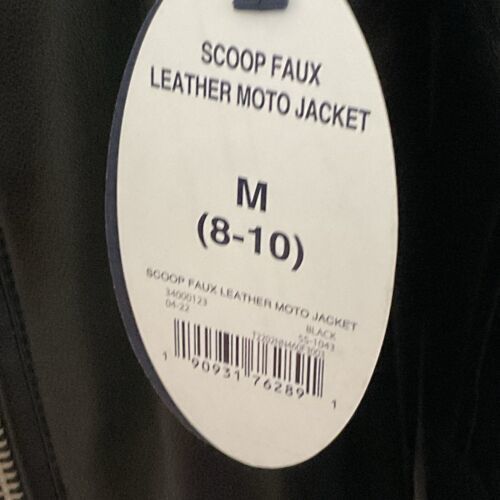 SCOOP FAUX
LEATHER MOTO JACKET
M
(8-10)
SCOOP FAUX LEATHER MOTO JACKET
34000123
BLACK
04-22
55-1043
1 90931 76289 1